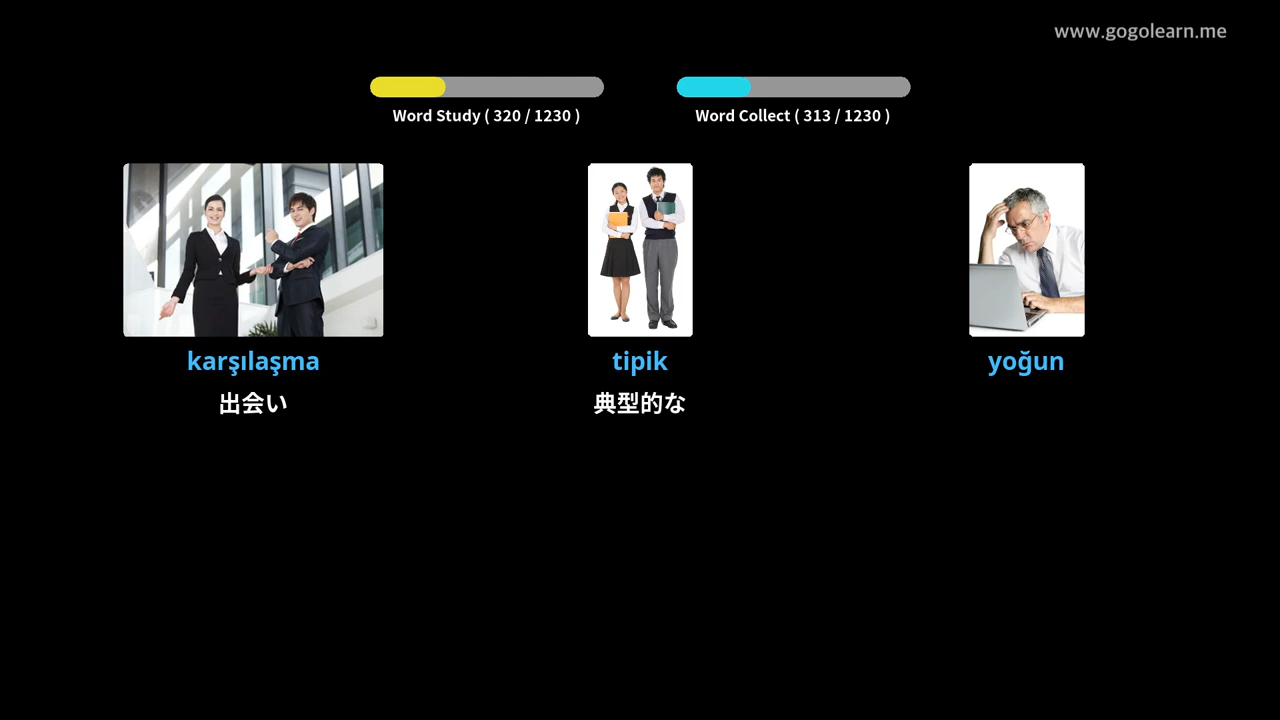 www.gogolearn.me
Word Study ( 320 / 1230 )
Word Collect ( 313 / 1230 )
karşılaşma
出会い
tipik
典型的な
yoğun